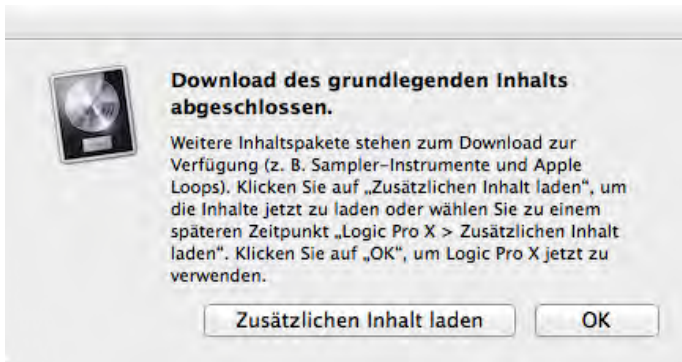 Download des grundlegenden Inhalts
abgeschlossen.
Weitere Inhaltspakete stehen zum Download zur
Verfügung (z. B. Sampler-Instrumente und Apple
Loops). Klicken Sie auf „Zusätzlichen Inhalt laden“, um
die Inhalte jetzt zu laden oder wählen Sie zu einem
späteren Zeitpunkt „Logic Pro X > Zusätzlichen Inhalt
laden“. Klicken Sie auf „OK“, um Logic Pro X jetzt zu
verwenden.
Zusätzlichen Inhalt laden OK